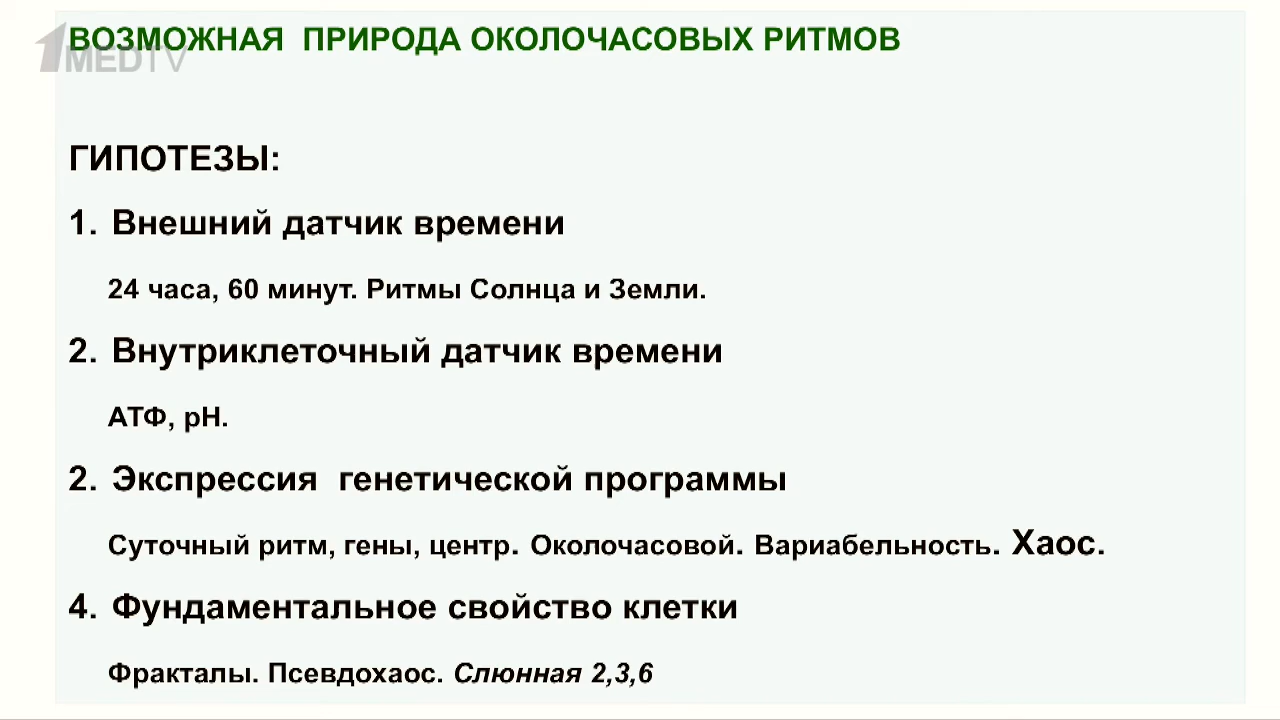 ВОЗМОЖНАЯ ПРИРОДА ОКОЛОЧАСОВЫХ РИТМОВ
1MEDTV
ГИПОТЕЗЫ:
1. Внешний датчик времени
24 часа, 60 минут. Ритмы Солнца и Земли.
2. Внутриклеточный датчик времени
АТФ, рН.
2. Экспрессия генетической программы
Суточный ритм, гены, центр. Околочасовой. Вариабельность. Хаос.
4. Фундаментальное свойство клетки
Фракталы. Псевдохаос. Слюнная 2,3,6